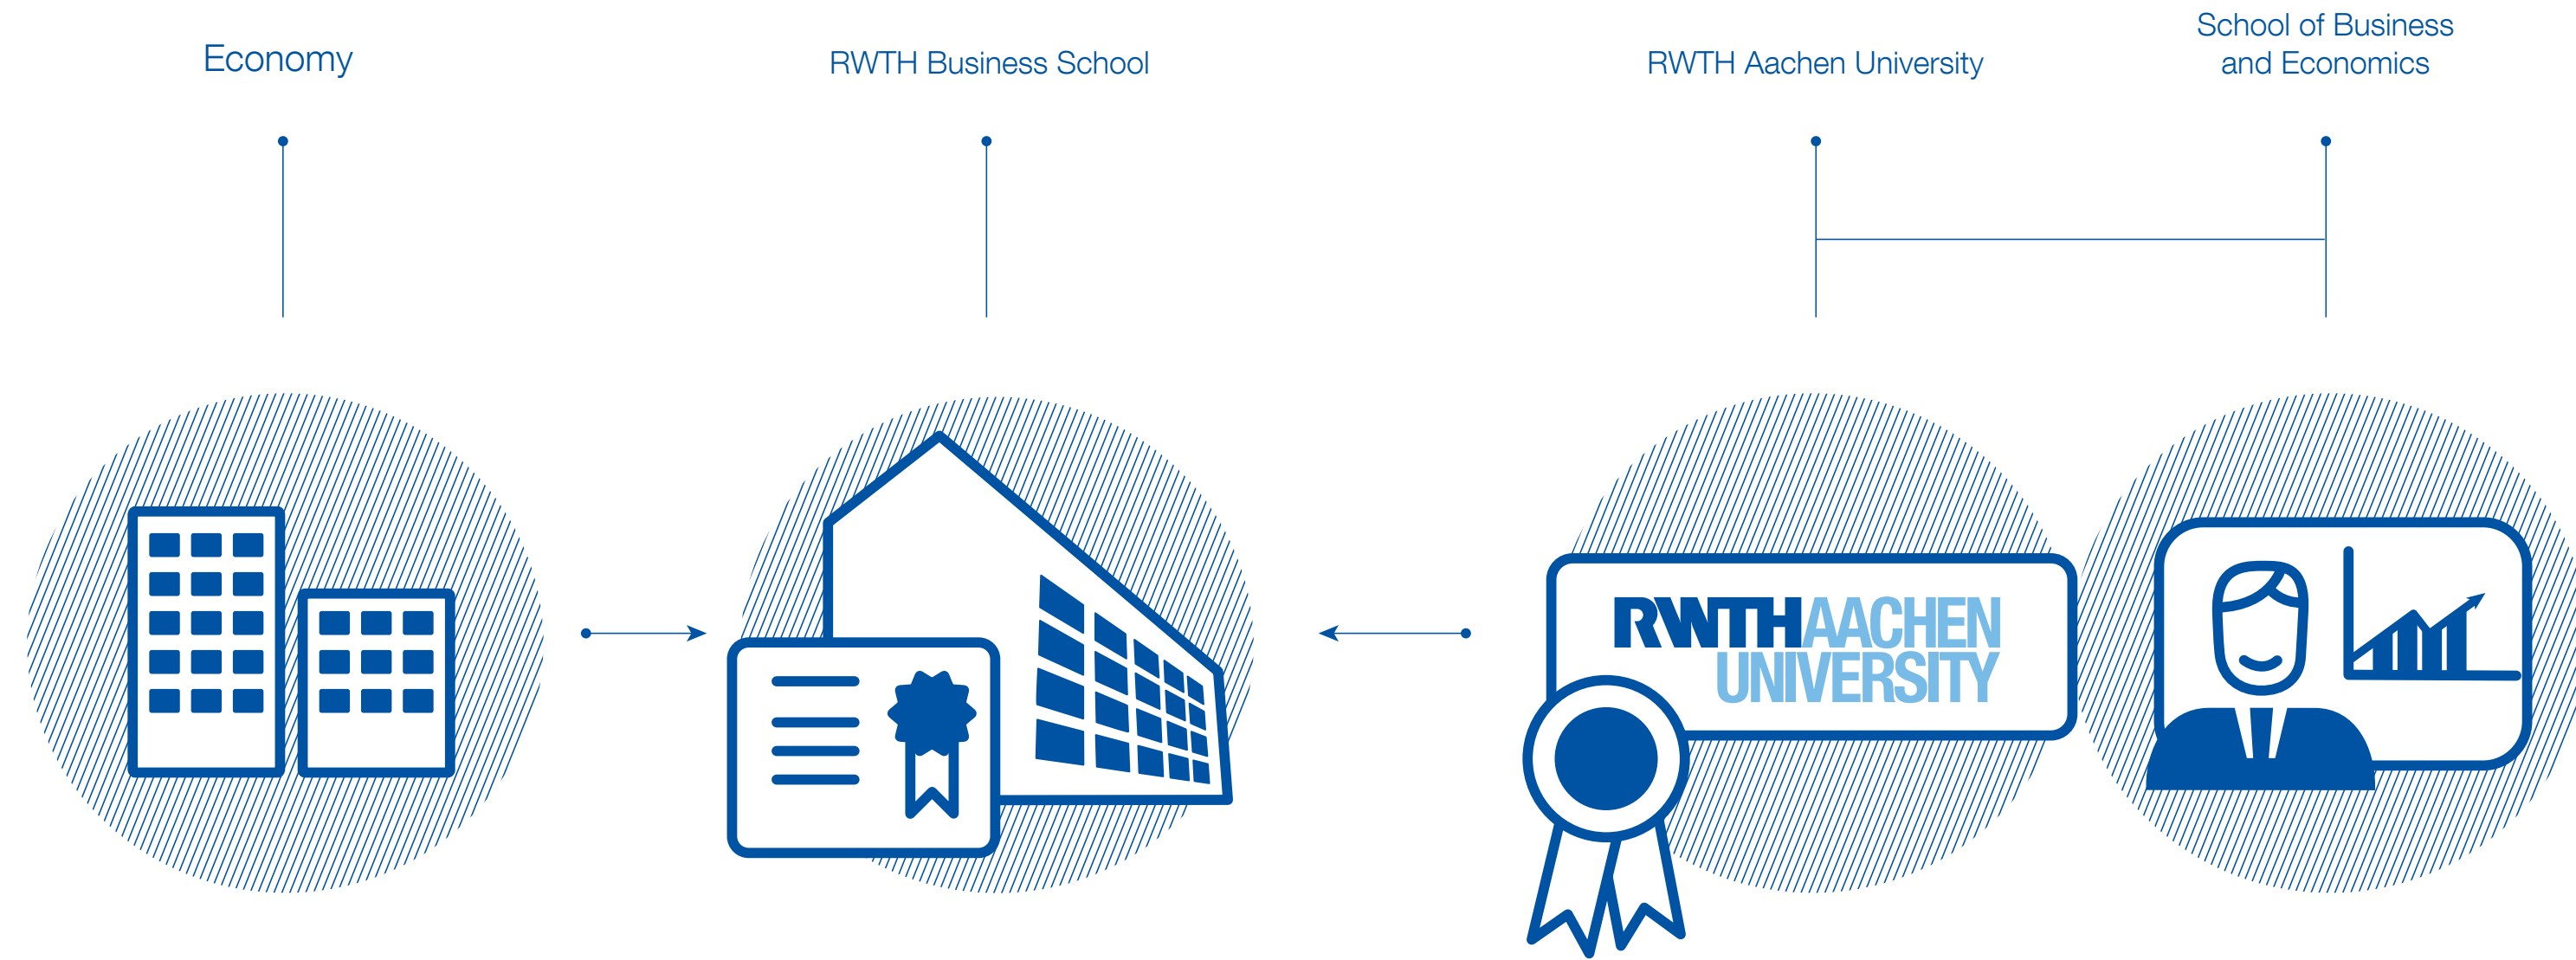 Economy
RWTH Business School
RWTH Aachen University
School of Business
and Economics
RWTHAACHEN
UNIVERSITY